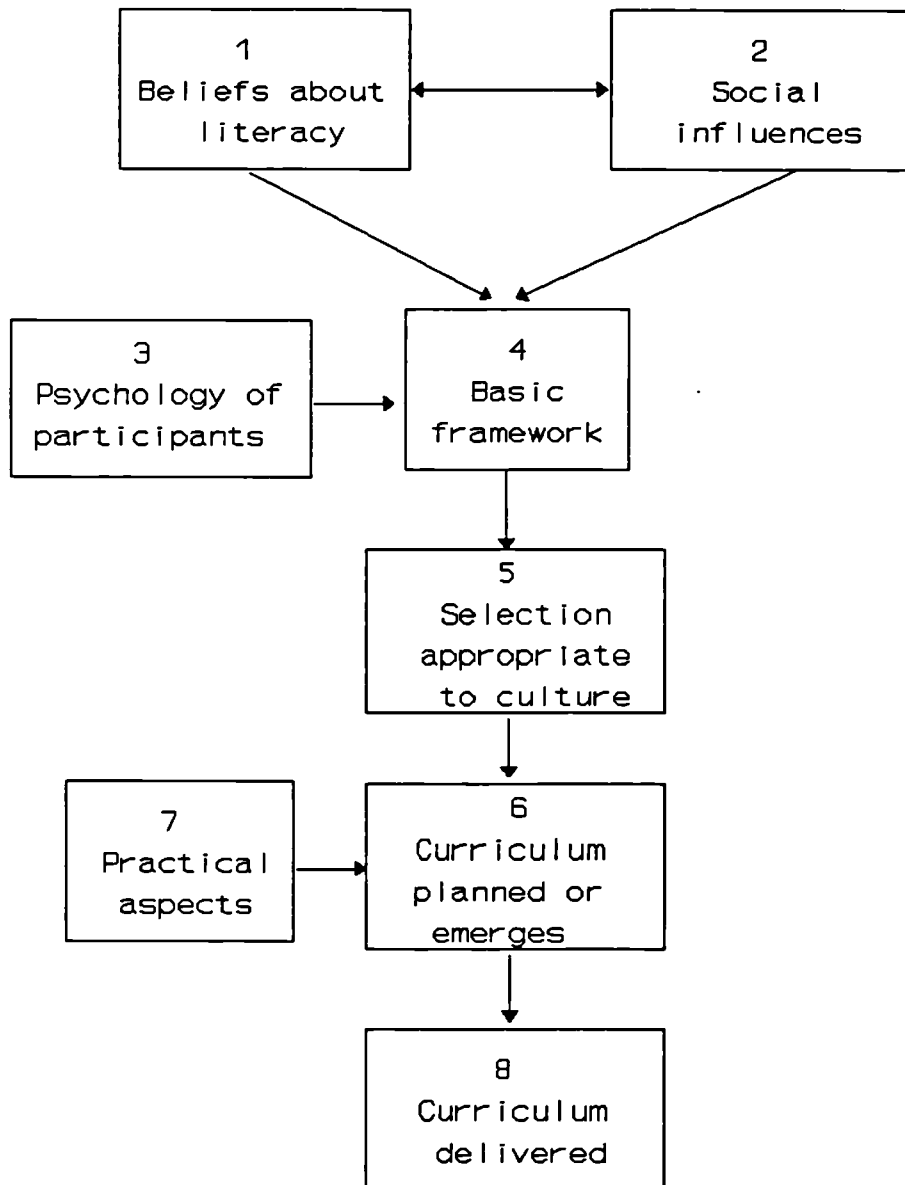 1
Beliefs about
literacy
2
Social
influences
3
Psychology of
participants
4
Basic
framework
5
Selection
appropriate
to culture
7
Practical
aspects
6
Curriculum
planned or
emerges
8
Curriculum
delivered